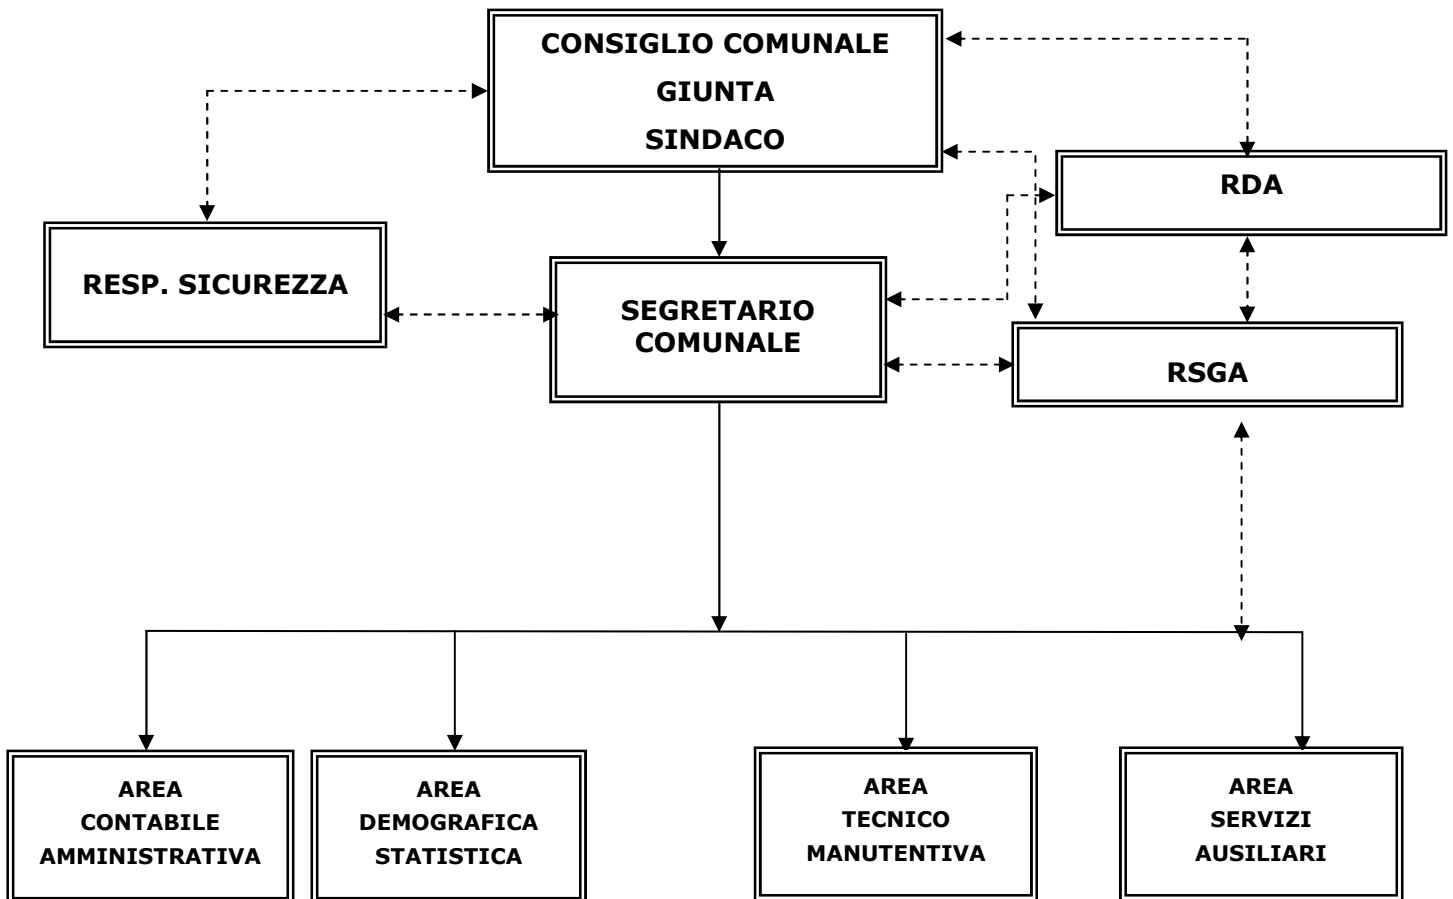 CONSIGLIO COMUNALE
GIUNTA
SINDACO
RDA
RESP. SICUREZZA
SEGRETARIO
COMUNALE
RSGA
AREA
CONTABILE
AMMINISTRATIVA
AREA
DEMOGRAFICA
STATISTICA
AREA
TECNICO
MANUTENTIVA
AREA
SERVIZI
AUSILIARI